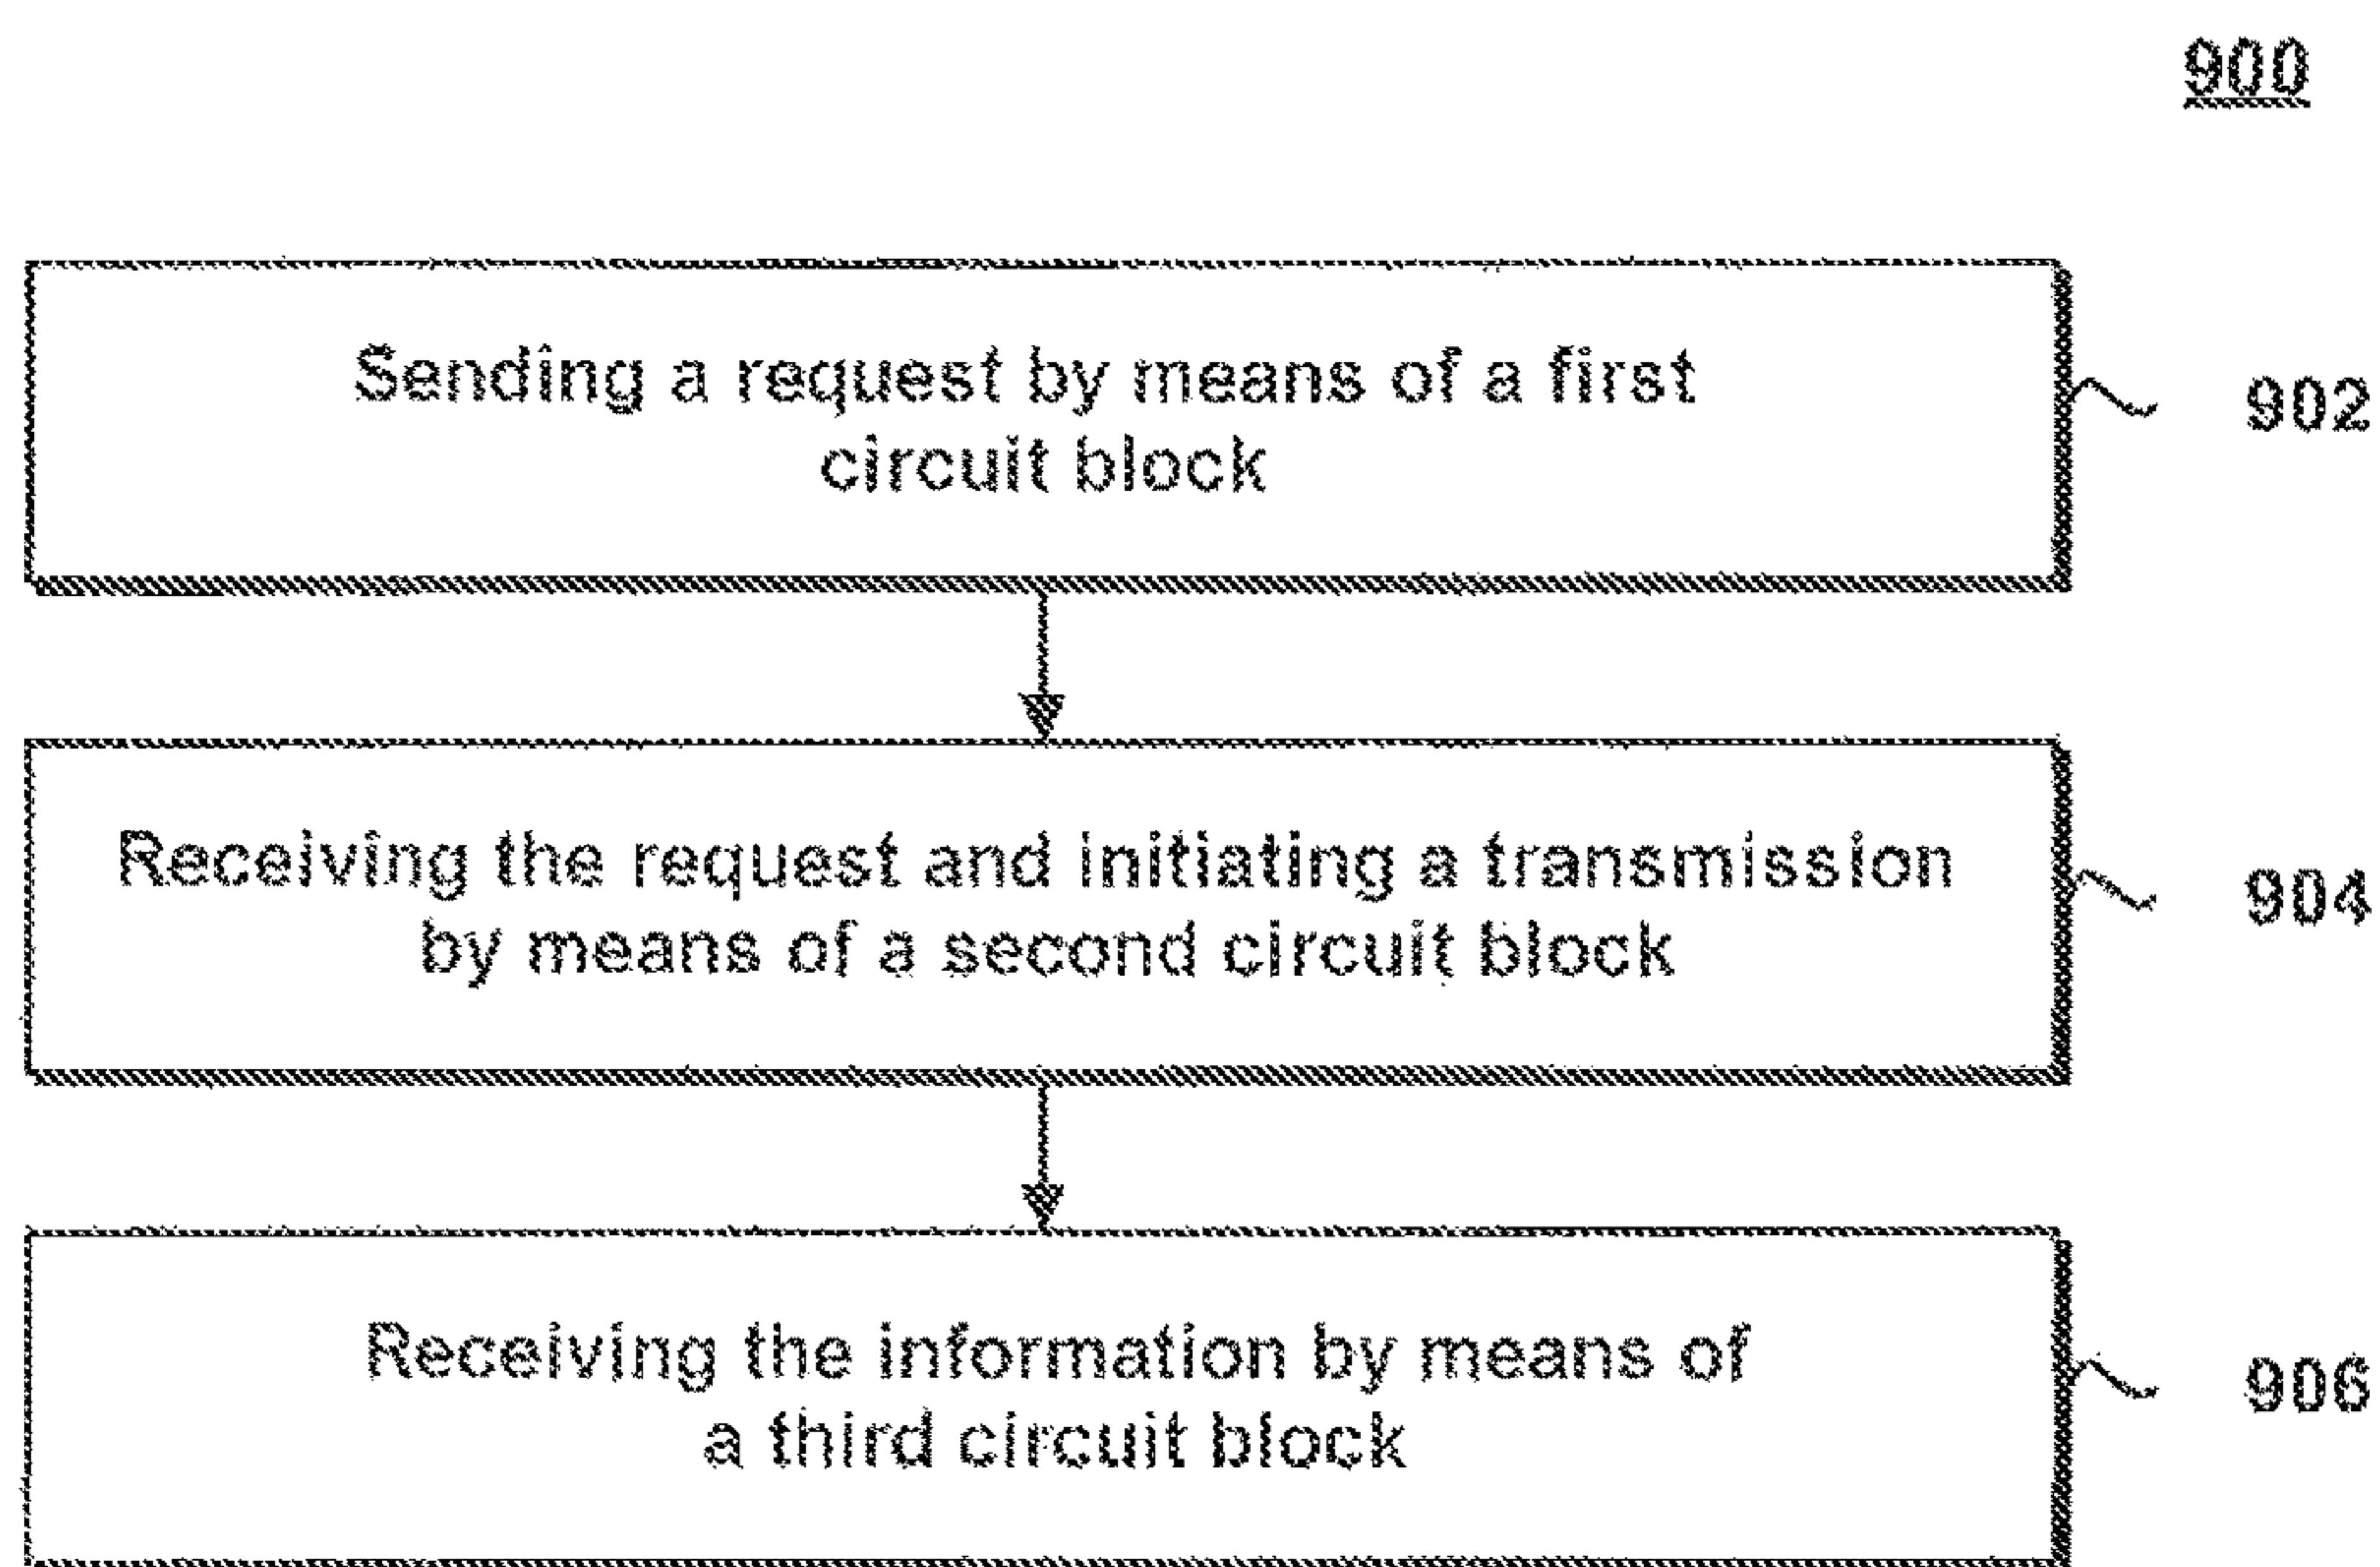 900
Sending a request by means of a first
circuit block
902
Receiving the request and initiating a transmission
by means of a second circuit block
904
Receiving the information by means of
a third circuit block
906